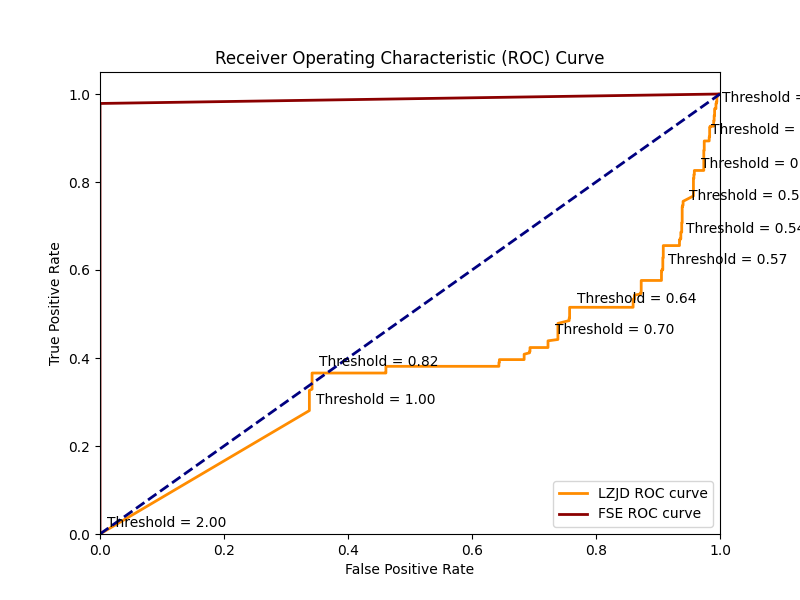 Receiver Operating Characteristic (ROC) Curve
True Positive Rate
1.0
0.8
0.6
0.4
0.2
0.0
Threshold =
Threshold =
Threshold = 0
Threshold = 0.5
Threshold = 0.54
Threshold = 0.57
Threshold = 0.64
Threshold = 0.70
Threshold = 0.82
Threshold = 1.00
Threshold = 2.00
LZJD ROC curve
FSE ROC curve
0.0 0.2 0.4 0.6 0.8 1.0
False Positive Rate